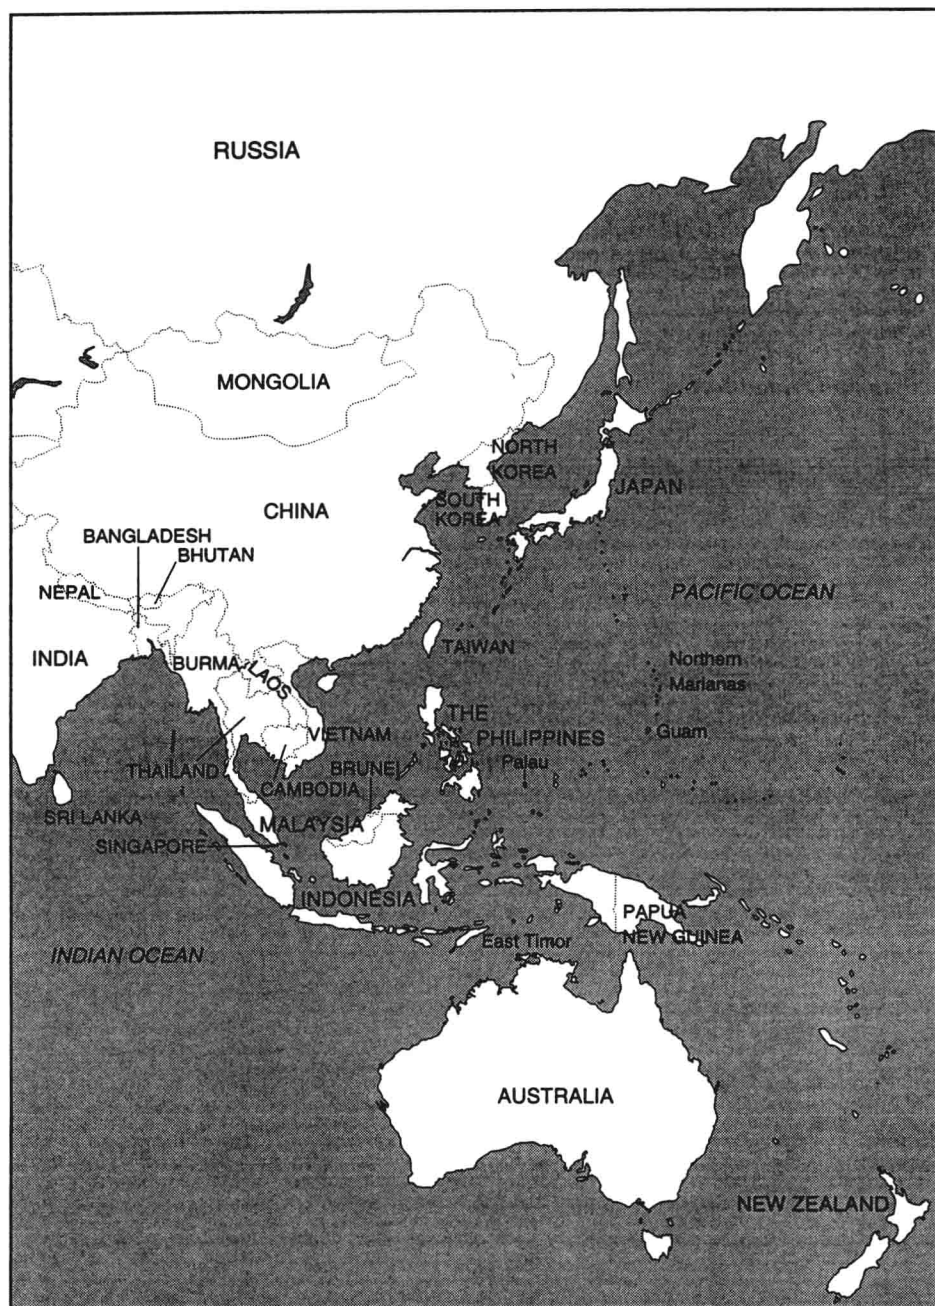 RUSSIA
MONGOLIA
NORTH
KOREA
SOUTH
KOREA
JAPAN
CHINA
BANGLADESH
BHUTAN
NEPAL
PACIFIC OCEAN
INDIA
BURMA
LAOS
TAIWAN
Northern
Marianas
THE
PHILIPPINES
Guam
VIETNAM
Palau
THAILAND
BRUNEI
CAMBODIA
SRI LANKA
MALAYSIA
SINGAPORE
INDONESIA
PAPUA
NEW GUINEA
East Timor
INDIAN OCEAN
AUSTRALIA
NEW ZEALAND